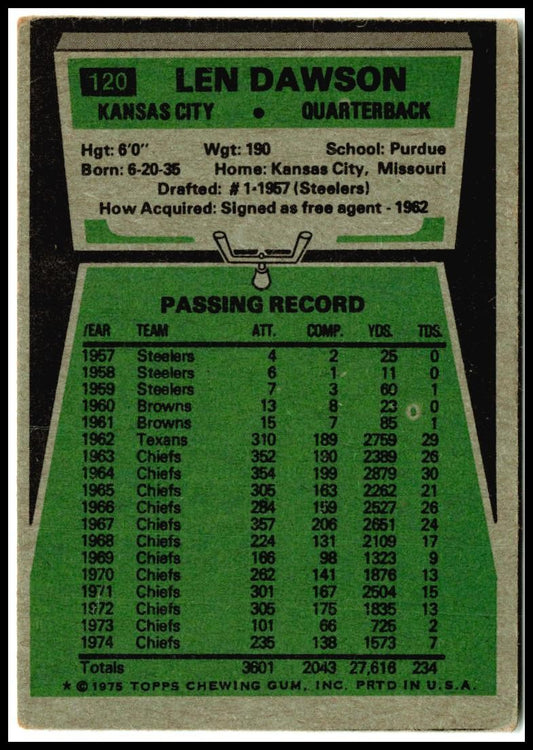 120 LEN DAWSON
KANSAS CITY • QUARTERBACK
Hgt: 6'0" Wgt: 190 School: Purdue
Born: 6-20-35 Home: Kansas City, Missouri
Drafted: #1-1957 (Steelers)
How Acquired: Signed as free agent - 1962
PASSING RECORD
YEAR TEAM ATT. COMP. YDS. TDS.
1957 Steelers 4 2 25 0
1958 Steelers 6 1 11 0
1959 Steelers 7 3 60 1
1960 Browns 13 8 23 0
1961 Browns 15 7 85 1
1962 Texans 310 189 2759 29
1963 Chiefs 352 190 2389 26
1964 Chiefs 354 199 2879 30
1965 Chiefs 305 163 2262 21
1966 Chiefs 284 159 2527 26
1967 Chiefs 357 206 2651 24
1968 Chiefs 224 131 2109 17
1969 Chiefs 166 98 1323 9
1970 Chiefs 262 141 1876 13
1971 Chiefs 301 167 2504 15
1972 Chiefs 305 175 1835 13
1973 Chiefs 101 66 725 2
1974 Chiefs 235 138 1573 7
Totals 3601 2043 27,616 234
★ © 1975 TOPPS CHEWING GUM, INC. PRTD IN U.S.A.